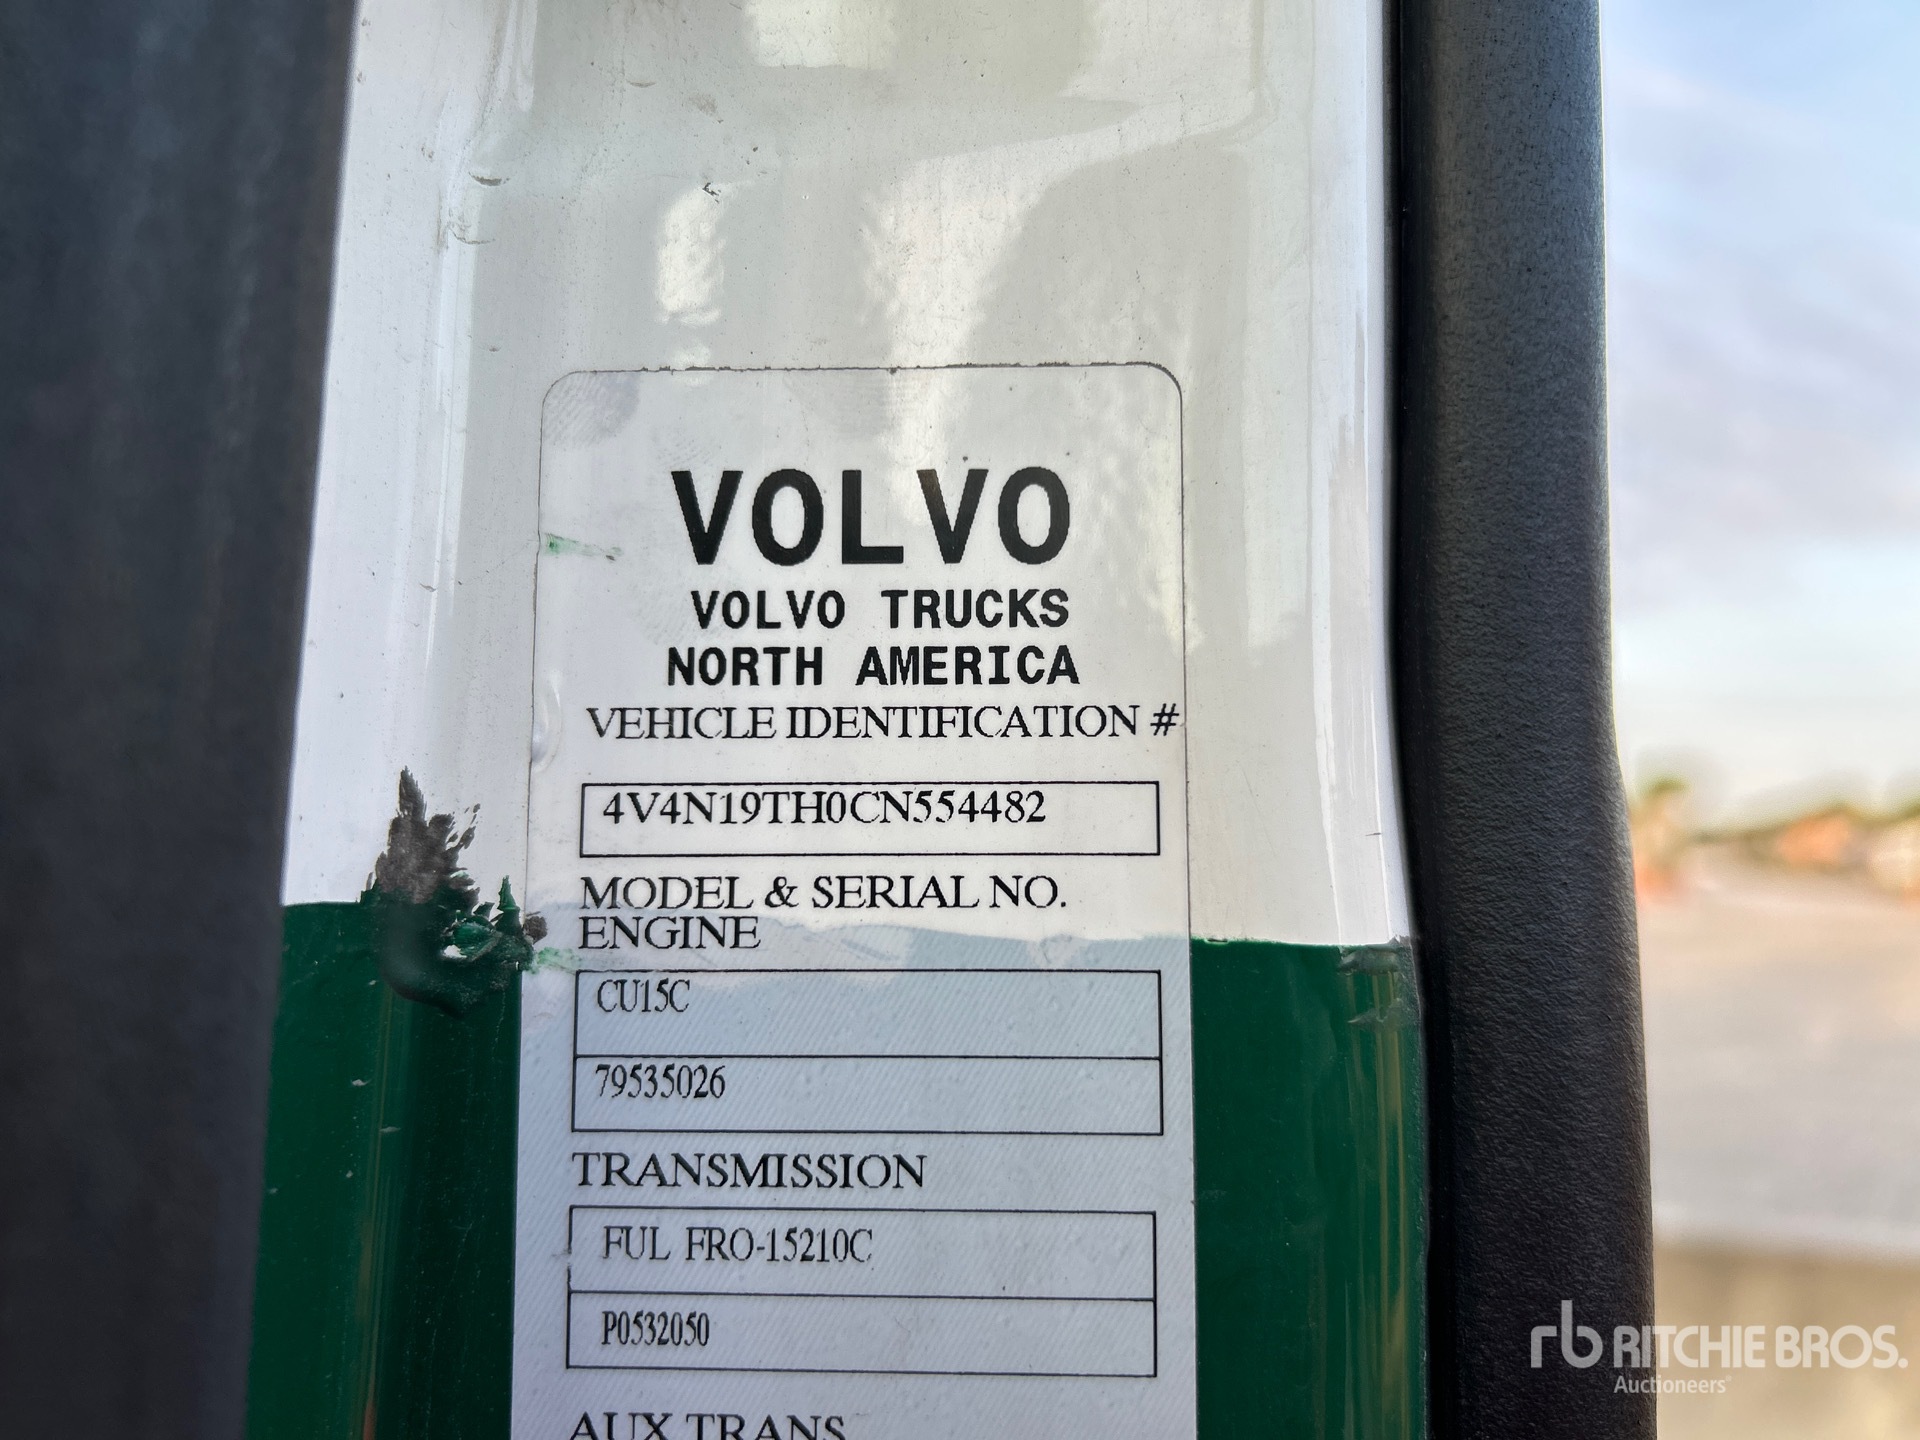 VOLVO
VOLVO TRUCKS
NORTH AMERICA
VEHICLE IDENTIFICATION #
4V4N19TH0CN554482
MODEL & SERIAL NO.
ENGINE
CU15C
79535026
TRANSMISSION
FUL FRO-15210C
P0532050
AUX TRANS
rb RITCHIE BROS.
Auctioneers